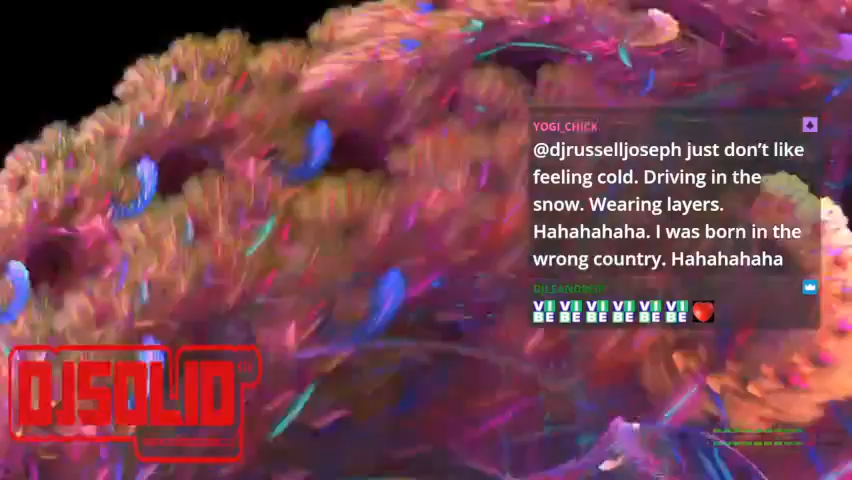 YOGI_CHICK
@djrusselljoseph just don't like
feeling cold. Driving in the
snow. Wearing layers.
Hahahahaha. I was born in the
wrong country. Hahahahaha
VI VI VI VI VI VI
BE BE BE BE BE BE
DJSOLID